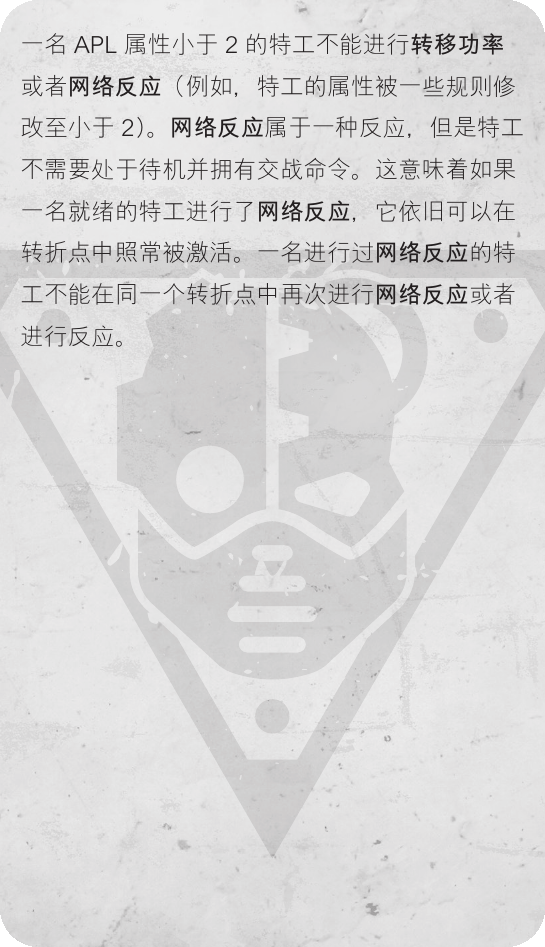 一名 APL 属性小于 2 的特工不能进行转移功率
或者网络反应（例如，特工的属性被一些规则修
改至小于 2）。网络反应属于一种反应，但是特工
不需要处于待机并拥有交战命令。这意味着如果
一名就绪的特工进行了网络反应，它依旧可以在
转折点中照常被激活。一名进行过网络反应的特
工不能在同一个转折点中再次进行网络反应或者
进行反应。